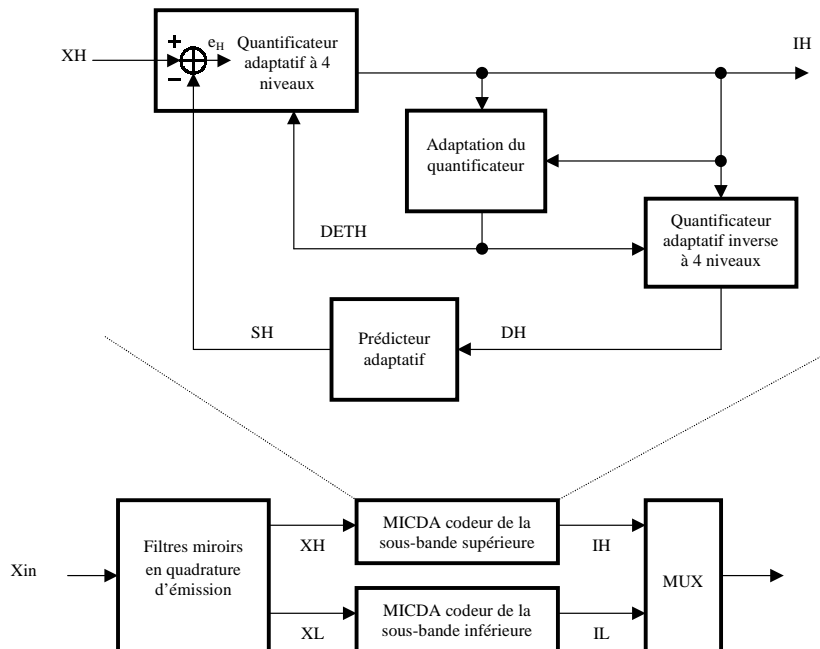 XH
+
−
e_H
Quantificateur
adaptatif à 4
niveaux
IH
Adaptation du
quantificateur
DETH
Quantificateur
adaptatif inverse
à 4 niveaux
SH
Prédicteur
adaptatif
DH
Xin
Filtres miroirs
en quadrature
d'émission
XH
MICDA codeur de la
sous-bande supérieure
IH
MUX
XL
MICDA codeur de la
sous-bande inférieure
IL